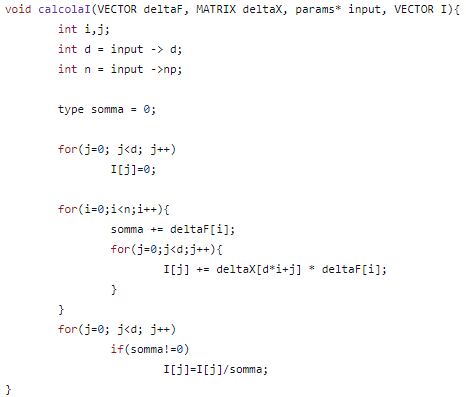 void calcolaI(VECTOR deltaF, MATRIX deltaX, params* input, VECTOR I){
        int i,j;
        int d = input -> d;
        int n = input ->np;

        type somma = 0;

        for(j=0; j<d; j++)
                I[j]=0;

        for(i=0;i<n;i++){
                somma += deltaF[i];
                for(j=0;j<d;j++){
                        I[j] += deltaX[d*i+j] * deltaF[i];
                }
        }
        for(j=0; j<d; j++)
                if(somma!=0)
                        I[j]=I[j]/somma;
}